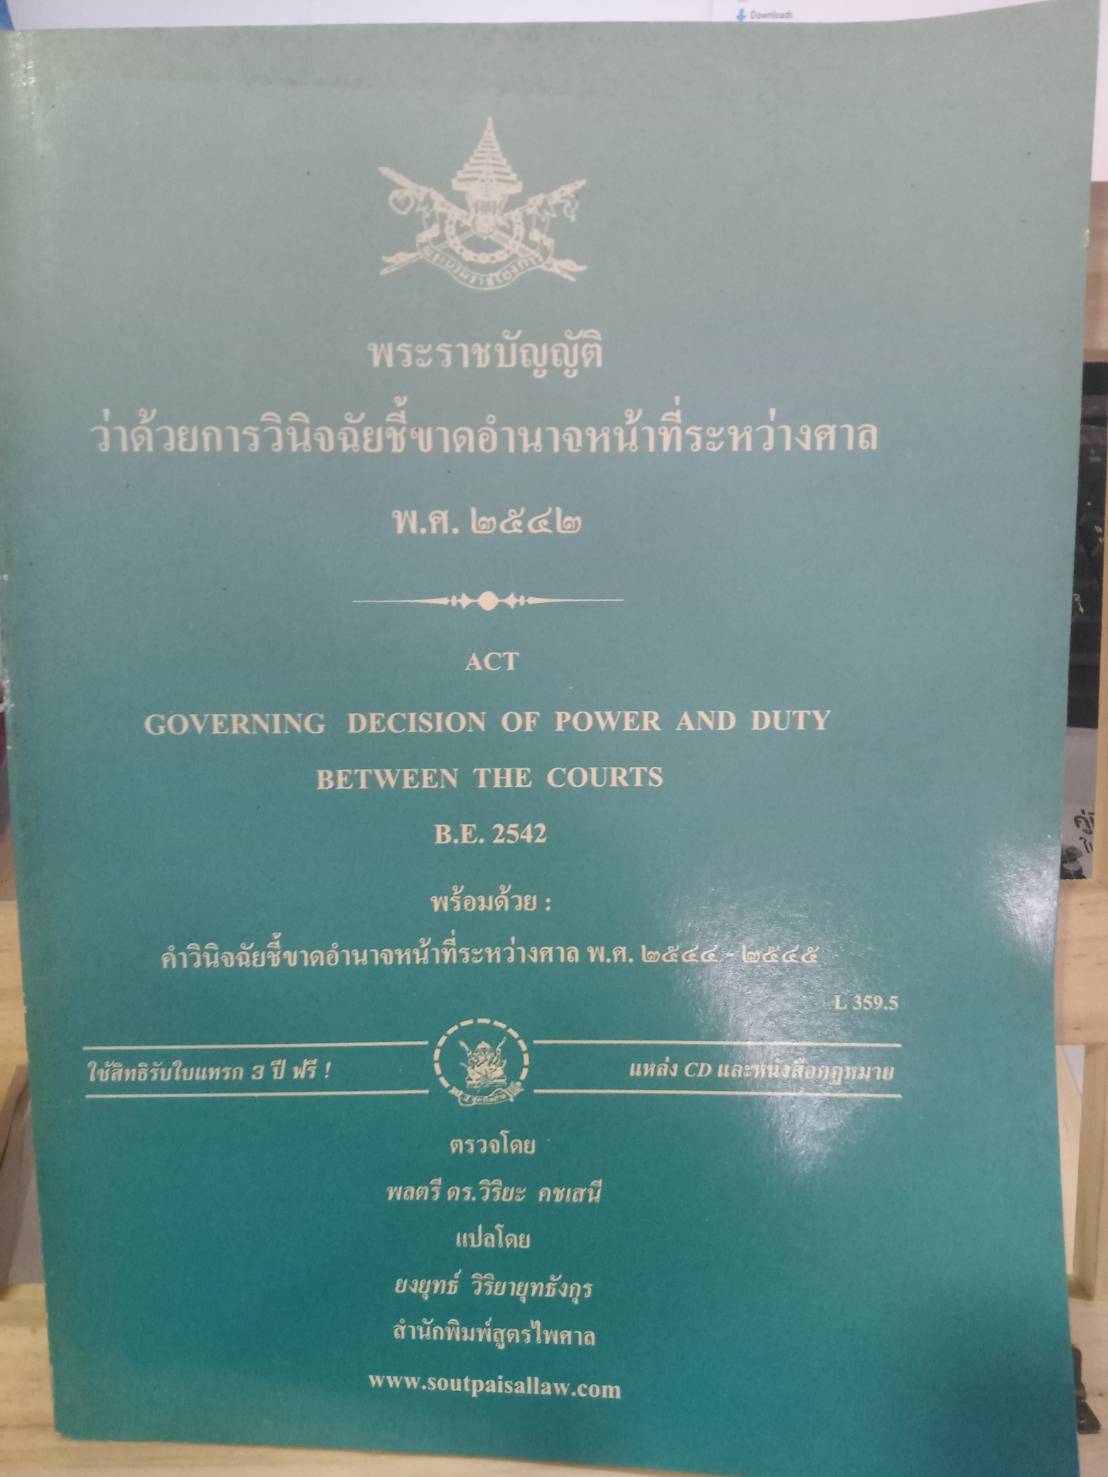 Downloads
พระราชบัญญัติ
ว่าด้วยการวินิจฉัยชี้ขาดอำนาจหน้าที่ระหว่างศาล
พ.ศ. ๒๕๔๒
ACT
GOVERNING DECISION OF POWER AND DUTY
BETWEEN THE COURTS
B.E. 2542
พร้อมด้วย :
คำวินิจฉัยชี้ขาดอำนาจหน้าที่ระหว่างศาล พ.ศ. ๒๕๔๔ - ๒๕๔๕
L 359.5
ใช้สิทธิรับใบแทรก 3 ปี ฟรี !
แหล่ง CD และหนังสือกฎหมาย
ตรวจโดย
พลตรี ดร.วิริยะ คชเสนี
แปลโดย
ยงยุทธ์ วิริยายุทธังกุร
สำนักพิมพ์สูตรไพศาล
www.soutpaisallaw.com